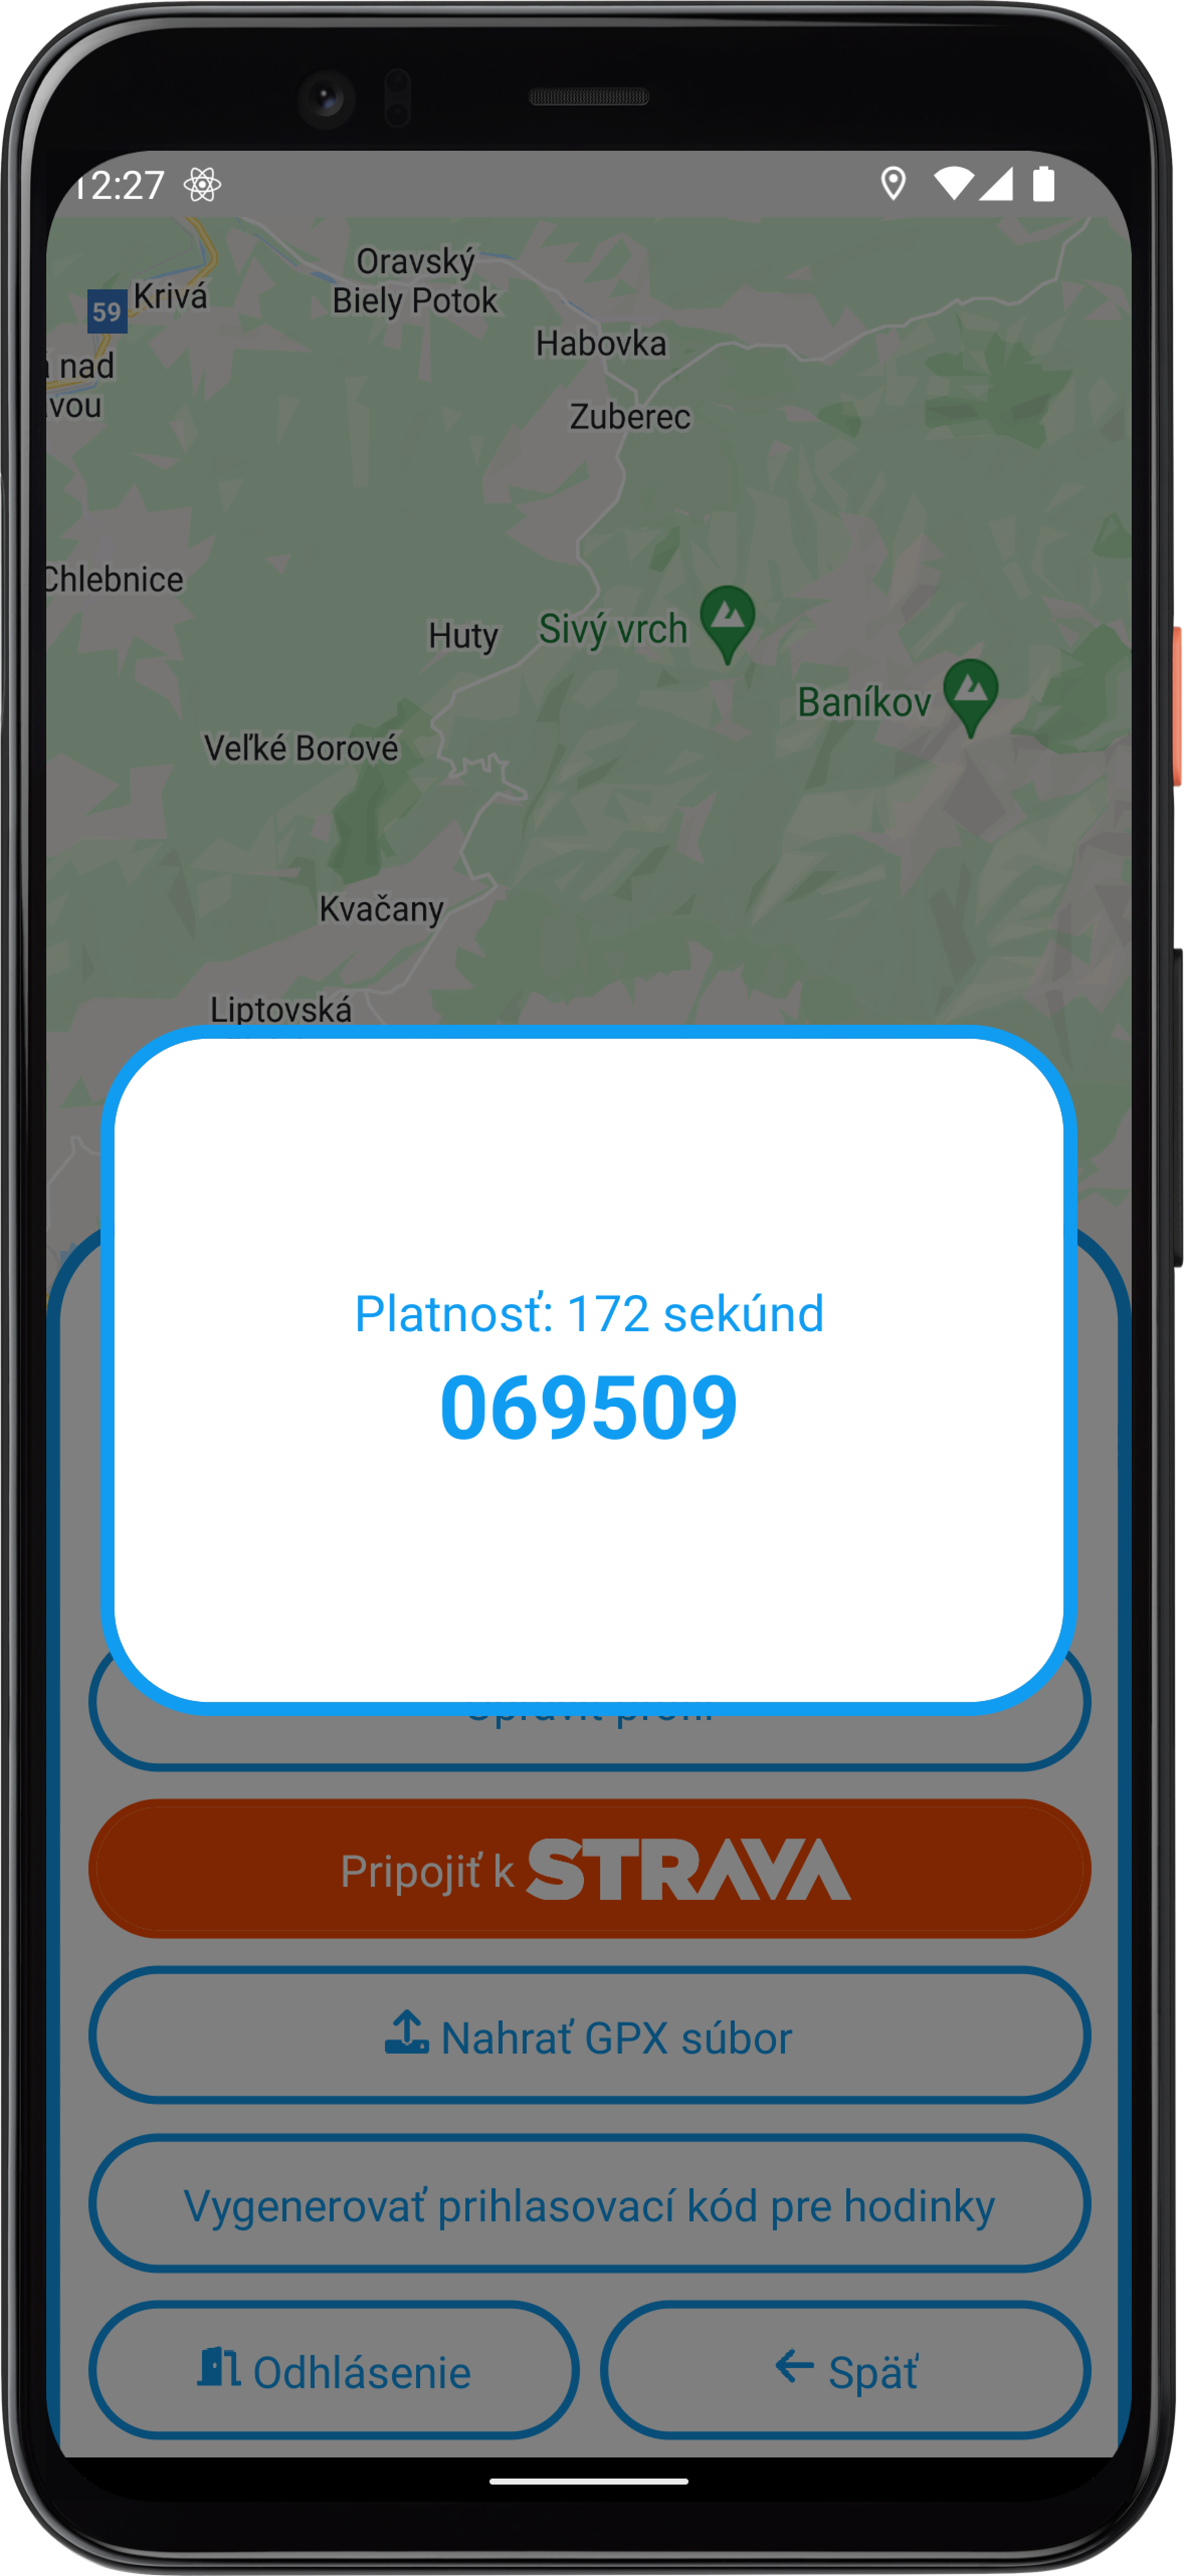 12:27
Oravský
Biely Potok
59
Krivá
Habovka
á nad
vou
Zuberec
Chlebnice
Huty
Sivý vrch
Baníkov
Veľké Borové
Kvačany
Liptovská
Platnosť: 172 sekúnd
069509
Pripojiť k STRAVA
Nahrať GPX súbor
Vygenerovať prihlasovací kód pre hodinky
Odhlásenie
Späť